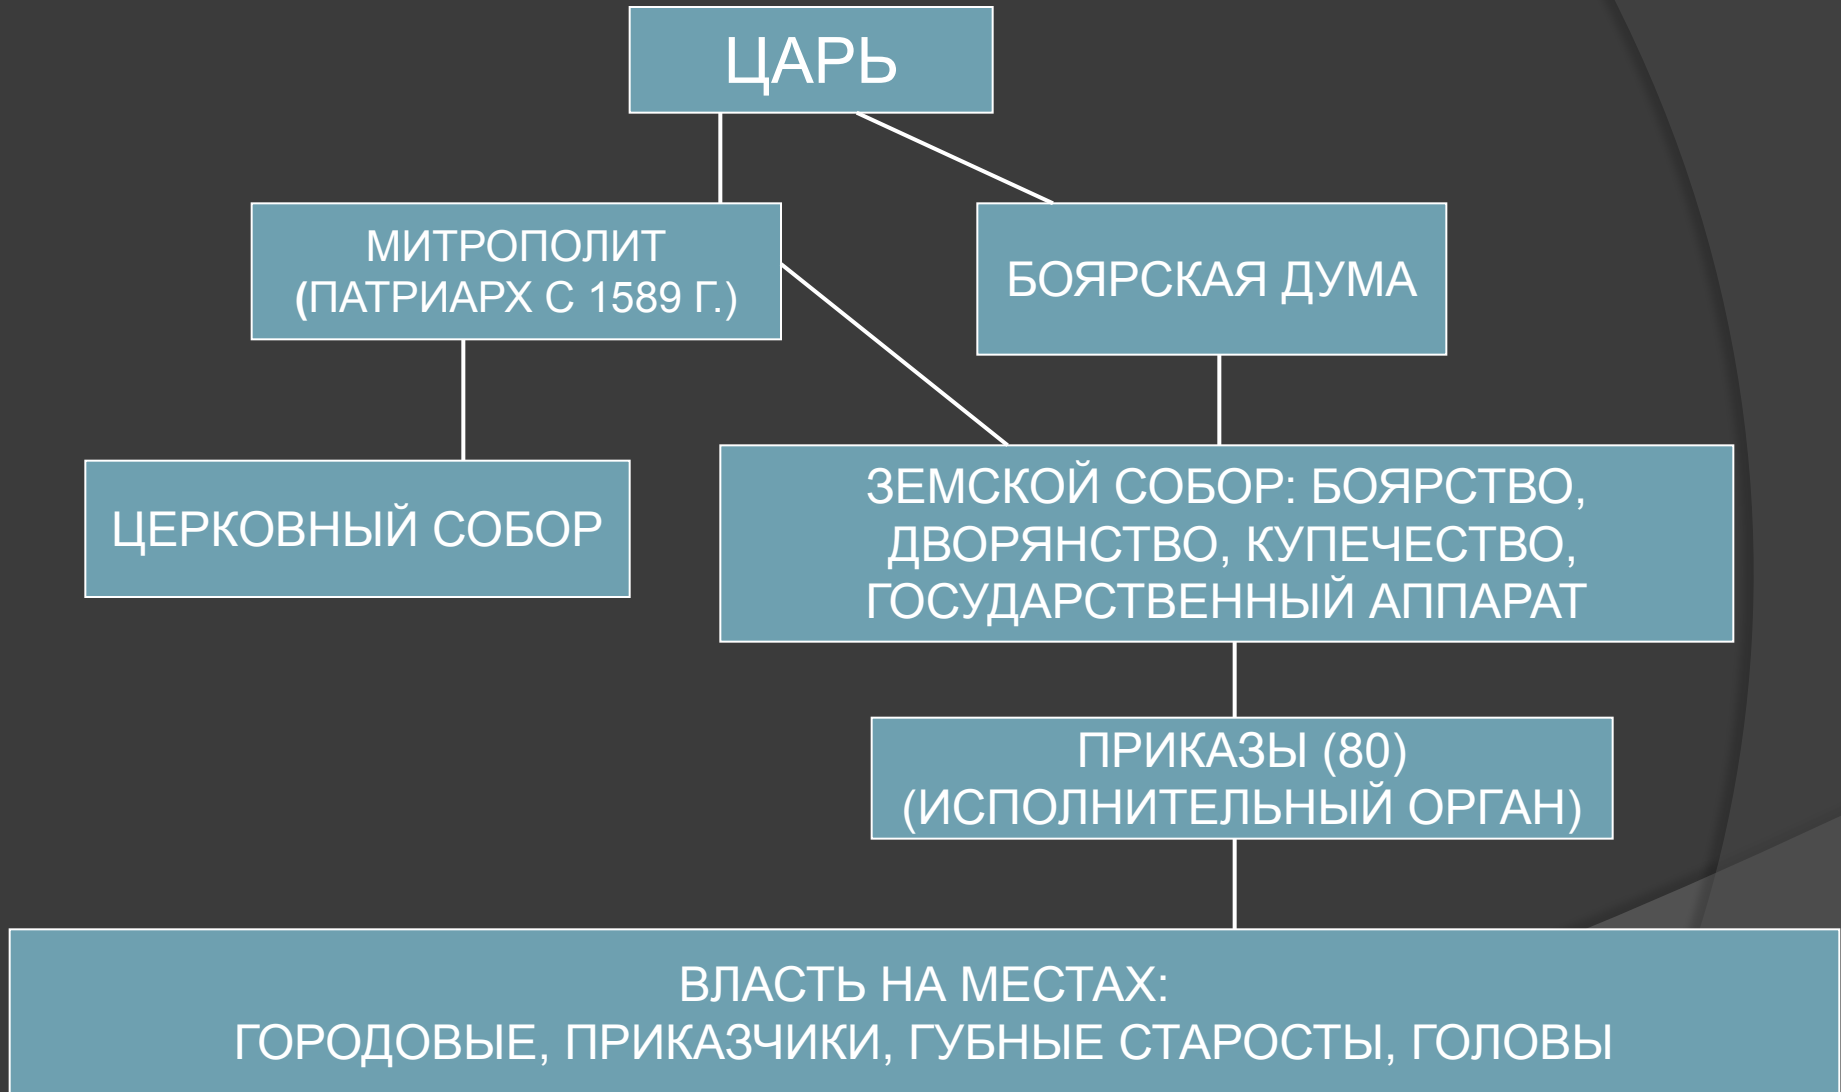 ЦАРЬ
МИТРОПОЛИТ
(ПАТРИАРХ С 1589 Г.)
БОЯРСКАЯ ДУМА
ЦЕРКОВНЫЙ СОБОР
ЗЕМСКОЙ СОБОР: БОЯРСТВО,
ДВОРЯНСТВО, КУПЕЧЕСТВО,
ГОСУДАРСТВЕННЫЙ АППАРАТ
ПРИКАЗЫ (80)
(ИСПОЛНИТЕЛЬНЫЙ ОРГАН)
ВЛАСТЬ НА МЕСТАХ:
ГОРОДОВЫЕ, ПРИКАЗЧИКИ, ГУБНЫЕ СТАРОСТЫ, ГОЛОВЫ